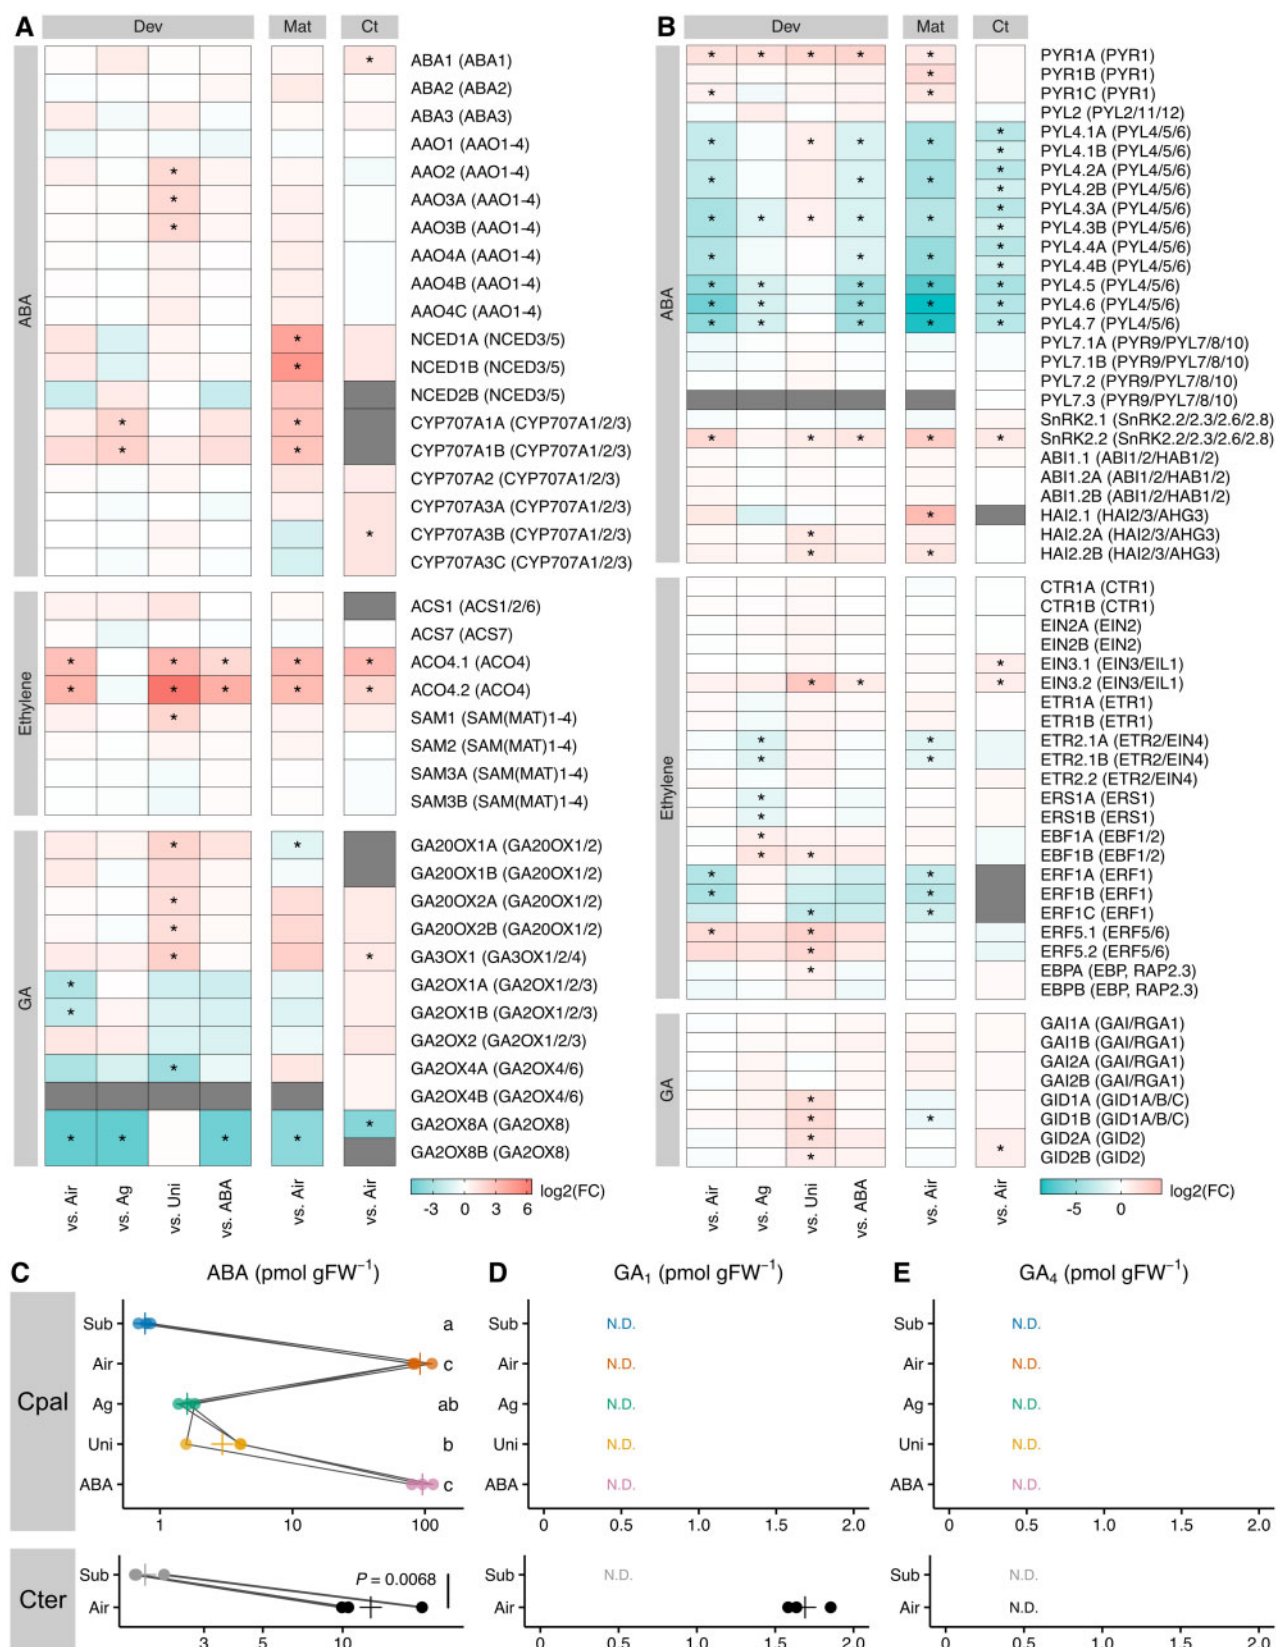 A
Dev
Mat
Ct
ABA
ABA1 (ABA1)
ABA2 (ABA2)
ABA3 (ABA3)
AAO1 (AAO1-4)
AAO2 (AAO1-4)
AAO3A (AAO1-4)
AAO3B (AAO1-4)
AAO4A (AAO1-4)
AAO4B (AAO1-4)
AAO4C (AAO1-4)
NCED1A (NCED3/5)
NCED1B (NCED3/5)
NCED2B (NCED3/5)
CYP707A1A (CYP707A1/2/3)
CYP707A1B (CYP707A1/2/3)
CYP707A2 (CYP707A1/2/3)
CYP707A3A (CYP707A1/2/3)
CYP707A3B (CYP707A1/2/3)
CYP707A3C (CYP707A1/2/3)
Ethylene
ACS1 (ACS1/2/6)
ACS7 (ACS7)
ACO4.1 (ACO4)
ACO4.2 (ACO4)
SAM1 (SAM(MAT)1-4)
SAM2 (SAM(MAT)1-4)
SAM3A (SAM(MAT)1-4)
SAM3B (SAM(MAT)1-4)
GA
GA20OX1A (GA20OX1/2)
GA20OX1B (GA20OX1/2)
GA20OX2A (GA20OX1/2)
GA20OX2B (GA20OX1/2)
GA3OX1 (GA3OX1/2/4)
GA2OX1A (GA2OX1/2/3)
GA2OX1B (GA2OX1/2/3)
GA2OX2 (GA2OX1/2/3)
GA2OX4A (GA2OX4/6)
GA2OX4B (GA2OX4/6)
GA2OX8A (GA2OX8)
GA2OX8B (GA2OX8)
vs. Air
vs. Ag
vs. Uni
vs. ABA
vs. Air
vs. Air
-3 0 3 6
log2(FC)
B
Dev
Mat
Ct
ABA
PYR1A (PYR1)
PYR1B (PYR1)
PYR1C (PYR1)
PYL2 (PYL2/11/12)
PYL4.1A (PYL4/5/6)
PYL4.1B (PYL4/5/6)
PYL4.2A (PYL4/5/6)
PYL4.2B (PYL4/5/6)
PYL4.3A (PYL4/5/6)
PYL4.3B (PYL4/5/6)
PYL4.4A (PYL4/5/6)
PYL4.4B (PYL4/5/6)
PYL4.5 (PYL4/5/6)
PYL4.6 (PYL4/5/6)
PYL4.7 (PYL4/5/6)
PYL7.1A (PYR9/PYL7/8/10)
PYL7.1B (PYR9/PYL7/8/10)
PYL7.2 (PYR9/PYL7/8/10)
PYL7.3 (PYR9/PYL7/8/10)
SnRK2.1 (SnRK2.2/2.3/2.6/2.8)
SnRK2.2 (SnRK2.2/2.3/2.6/2.8)
ABI1.1 (ABI1/2/HAB1/2)
ABI1.2A (ABI1/2/HAB1/2)
ABI1.2B (ABI1/2/HAB1/2)
HAI2.1 (HAI2/3/AHG3)
HAI2.2A (HAI2/3/AHG3)
HAI2.2B (HAI2/3/AHG3)
Ethylene
CTR1A (CTR1)
CTR1B (CTR1)
EIN2A (EIN2)
EIN2B (EIN2)
EIN3.1 (EIN3/EIL1)
EIN3.2 (EIN3/EIL1)
ETR1A (ETR1)
ETR1B (ETR1)
ETR2.1A (ETR2/EIN4)
ETR2.1B (ETR2/EIN4)
ETR2.2 (ETR2/EIN4)
ERS1A (ERS1)
ERS1B (ERS1)
EBF1A (EBF1/2)
EBF1B (EBF1/2)
ERF1A (ERF1)
ERF1B (ERF1)
ERF1C (ERF1)
ERF5.1 (ERF5/6)
ERF5.2 (ERF5/6)
EBPA (EBP, RAP2.3)
EBPB (EBP, RAP2.3)
GA
GAI1A (GAI/RGA1)
GAI1B (GAI/RGA1)
GAI2A (GAI/RGA1)
GAI2B (GAI/RGA1)
GID1A (GID1A/B/C)
GID1B (GID1A/B/C)
GID2A (GID2)
GID2B (GID2)
vs. Air
vs. Ag
vs. Uni
vs. ABA
vs. Air
vs. Air
-5 0
log2(FC)
C
ABA (pmol gFW⁻¹)
Cpal
Sub a
Air c
Ag ab
Uni b
ABA c
1 10 100
Cter
Sub
Air
P = 0.0068
3 5 10
D
GA₁ (pmol gFW⁻¹)
Sub N.D.
Air N.D.
Ag N.D.
Uni N.D.
ABA N.D.
0 0.5 1.0 1.5 2.0
Sub N.D.
Air
0 0.5 1.0 1.5 2.0
E
GA₄ (pmol gFW⁻¹)
Sub N.D.
Air N.D.
Ag N.D.
Uni N.D.
ABA N.D.
0 0.5 1.0 1.5 2.0
Sub N.D.
Air N.D.
0 0.5 1.0 1.5 2.0